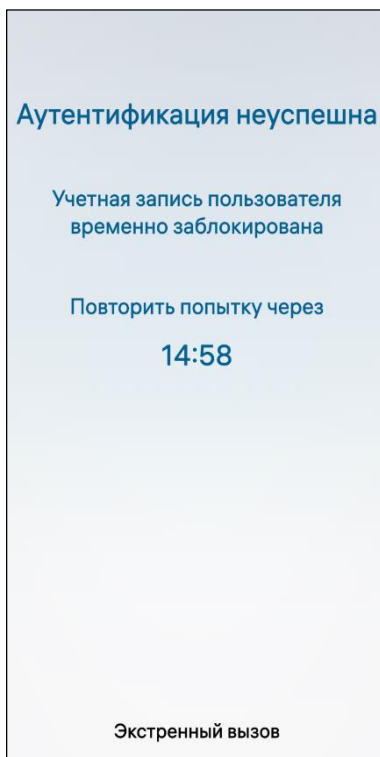 Аутентификация неуспешна
Учетная запись пользователя
временно заблокирована
Повторить попытку через
14:58
Экстренный вызов